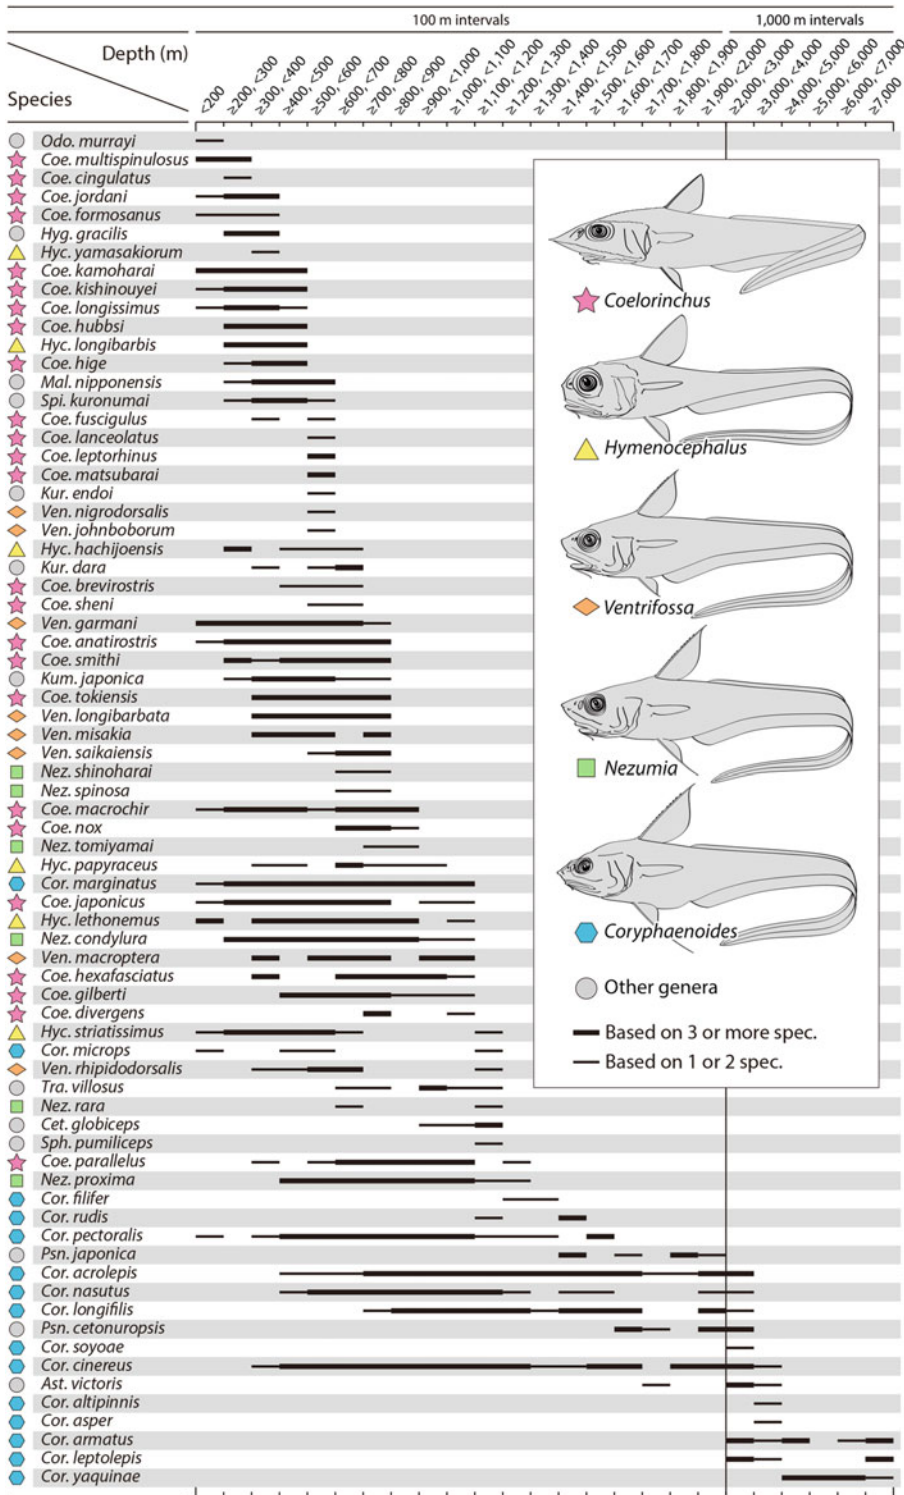 100 m intervals
1,000 m intervals
Depth (m)
Species
<200
≥200, <300
≥300, <400
≥400, <500
≥500, <600
≥600, <700
≥700, <800
≥800, <900
≥900, <1,000
≥1,000, <1,100
≥1,100, <1,200
≥1,200, <1,300
≥1,300, <1,400
≥1,400, <1,500
≥1,500, <1,600
≥1,600, <1,700
≥1,700, <1,800
≥1,800, <1,900
≥1,900, <2,000
≥2,000, <3,000
≥3,000, <4,000
≥4,000, <5,000
≥5,000, <6,000
≥6,000, <7,000
≥7,000
Odo. murrayi
Coe. multispinulosus
Coe. cingulatus
Coe. jordani
Coe. formosanus
Hyg. gracilis
Hyc. yamasakiorum
Coe. kamoharai
Coe. kishinouyei
Coe. longissimus
Coe. hubbsi
Hyc. longibarbis
Coe. hige
Mal. nipponensis
Spi. kuronumai
Coe. fuscigulus
Coe. lanceolatus
Coe. leptorhinus
Coe. matsubarai
Kur. endoi
Ven. nigrodorsalis
Ven. johnboborum
Hyc. hachijoensis
Kur. dara
Coe. brevirostris
Coe. sheni
Ven. garmani
Coe. anatirostris
Coe. smithi
Kum. japonica
Coe. tokiensis
Ven. longibarbata
Ven. misakia
Ven. saikaiensis
Nez. shinoharai
Nez. spinosa
Coe. macrochir
Coe. nox
Nez. tomiyamai
Hyc. papyraceus
Cor. marginatus
Coe. japonicus
Hyc. lethonemus
Nez. condylura
Ven. macroptera
Coe. hexafasciatus
Coe. gilberti
Coe. divergens
Hyc. striatissimus
Cor. microps
Ven. rhipidodorsalis
Tra. villosus
Nez. rara
Cet. globiceps
Sph. pumiliceps
Coe. parallelus
Nez. proxima
Cor. filifer
Cor. rudis
Cor. pectoralis
Psn. japonica
Cor. acrolepis
Cor. nasutus
Cor. longifilis
Psn. cetonuropsis
Cor. soyoae
Cor. cinereus
Ast. victoris
Cor. altipinnis
Cor. asper
Cor. armatus
Cor. leptolepis
Cor. yaquinae
Coelorinchus
Hymenocephalus
Ventrifossa
Nezumia
Coryphaenoides
Other genera
Based on 3 or more spec.
Based on 1 or 2 spec.